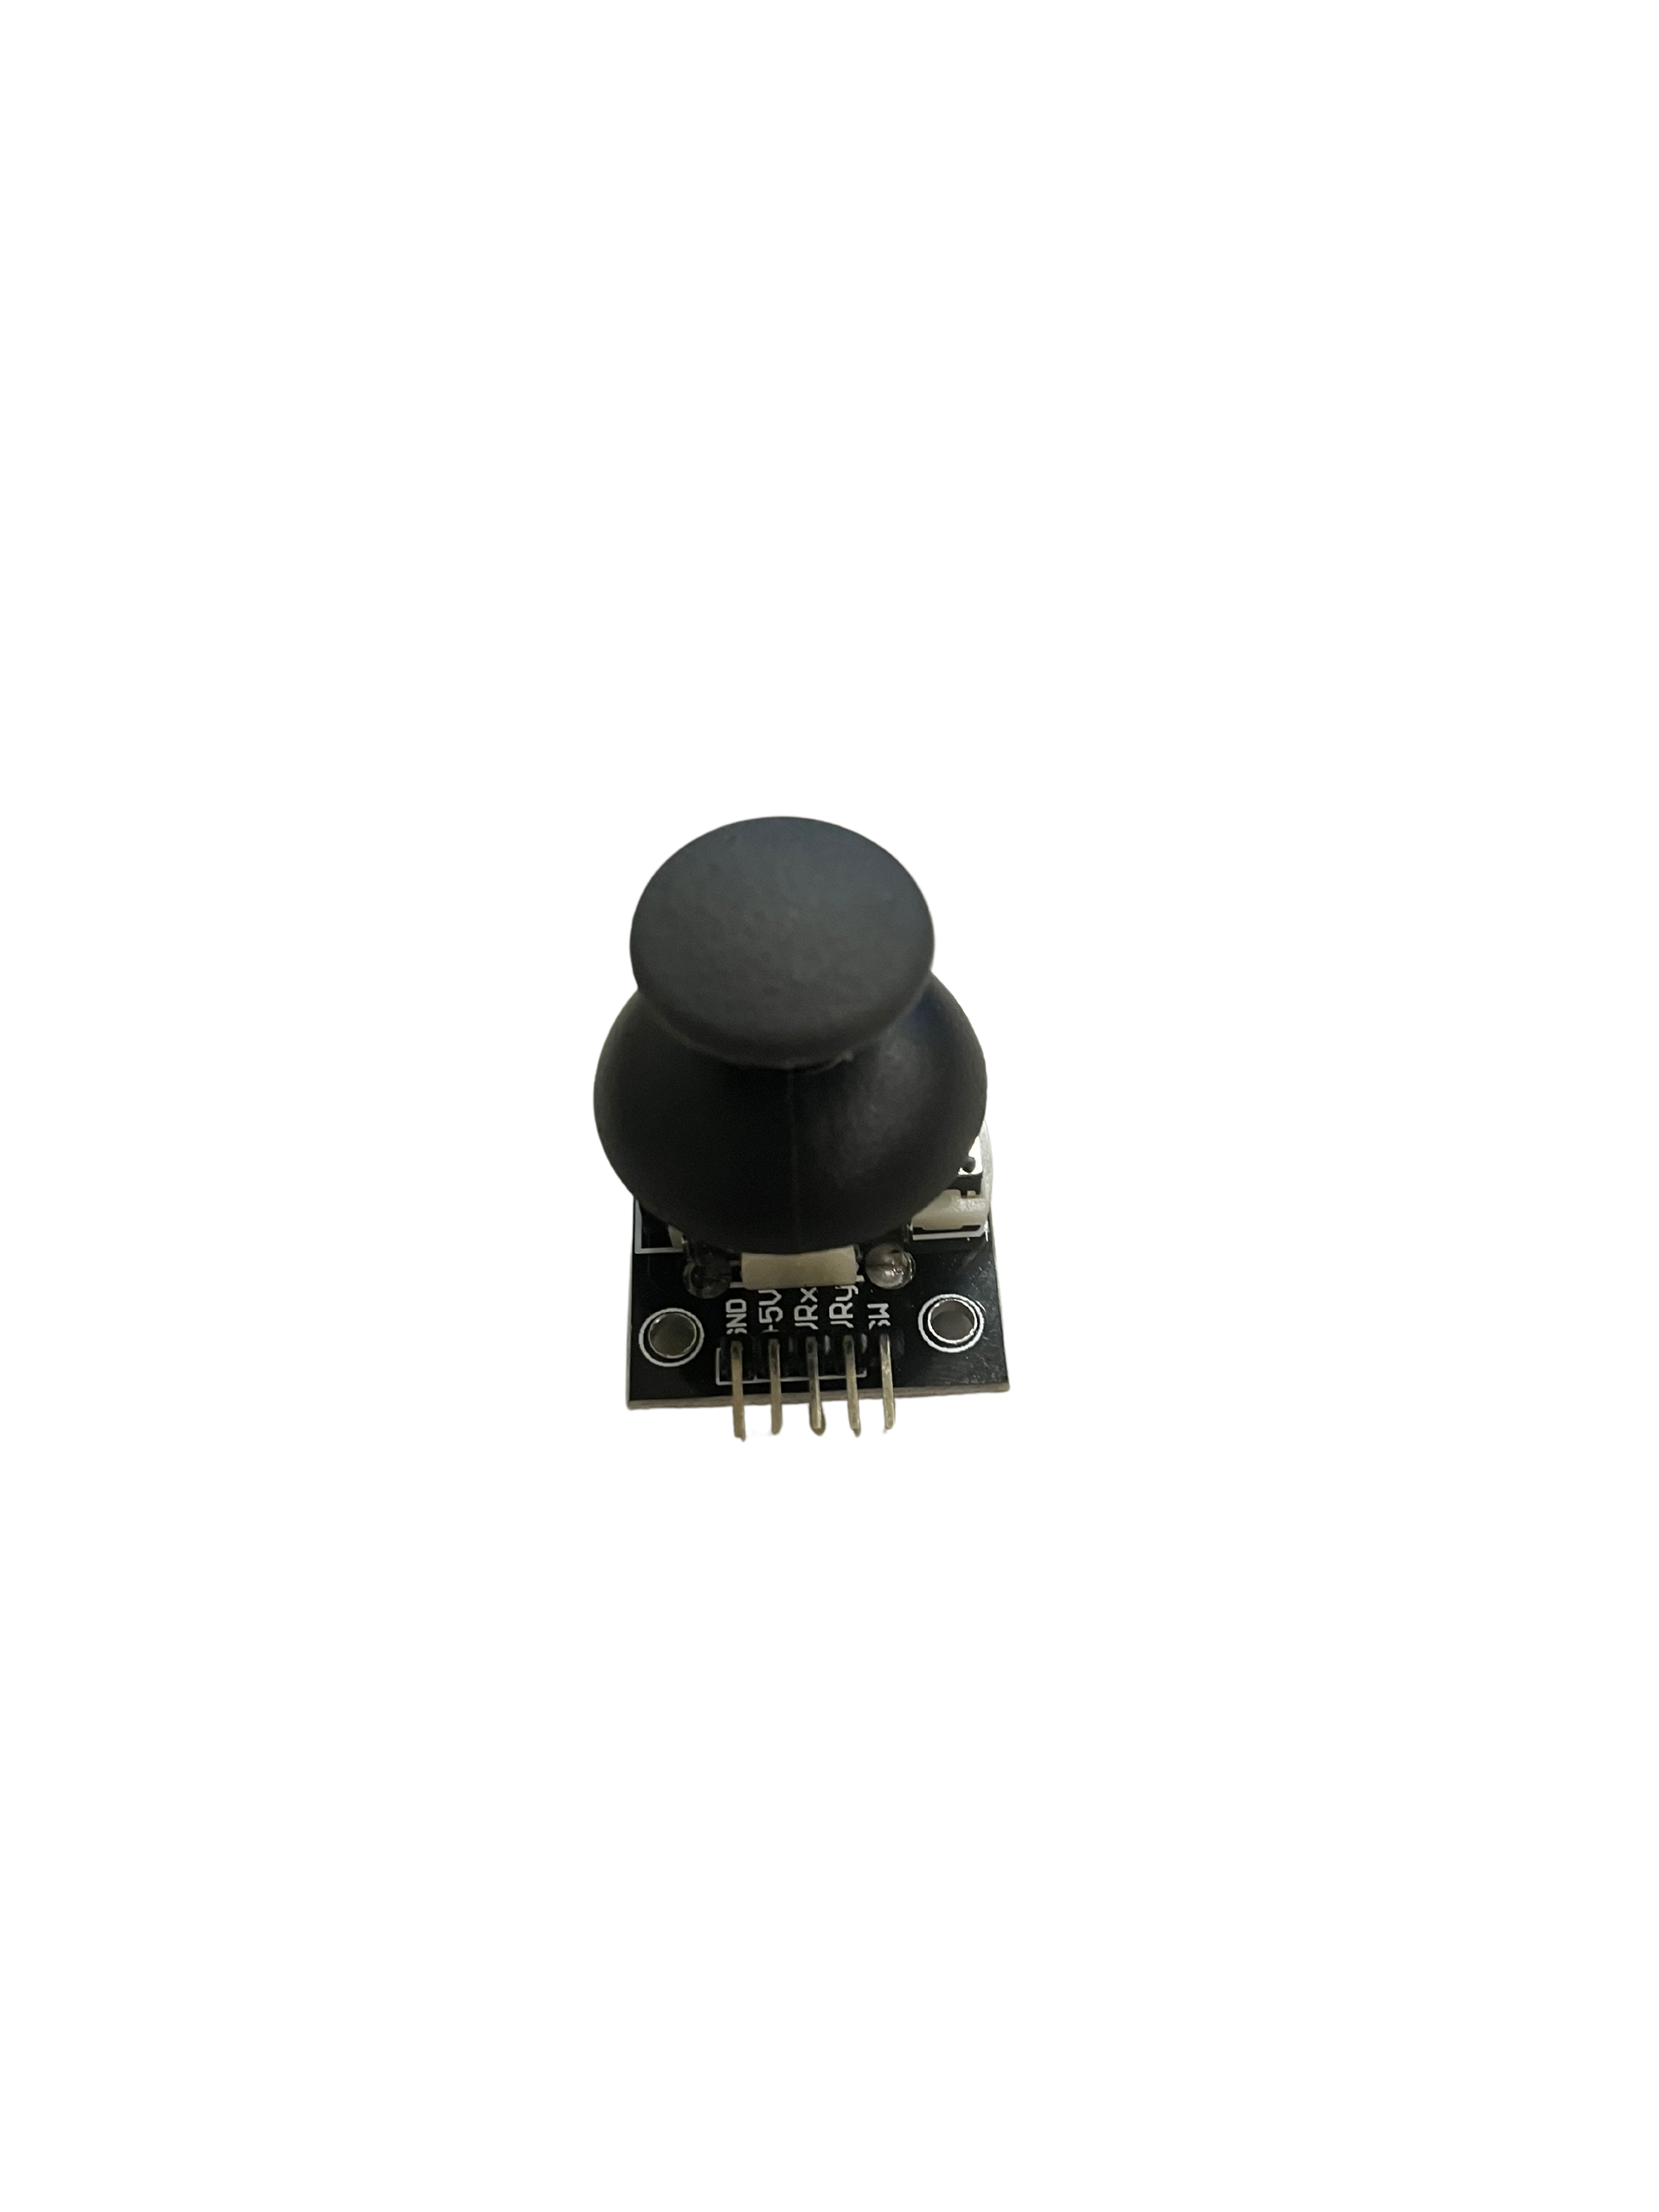 GND
+5V
VRx
VRy
SW